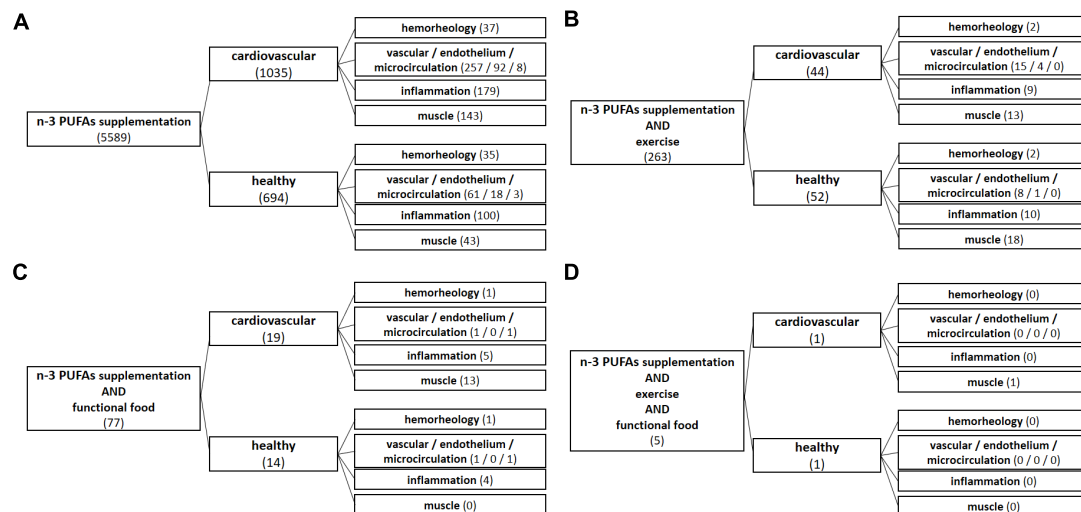 A
n-3 PUFAs supplementation
(5589)
cardiovascular
(1035)
hemorheology (37)
vascular / endothelium /
microcirculation (257 / 92 / 8)
inflammation (179)
muscle (143)
healthy
(694)
hemorheology (35)
vascular / endothelium /
microcirculation (61 / 18 / 3)
inflammation (100)
muscle (43)
B
n-3 PUFAs supplementation
AND
exercise
(263)
cardiovascular
(44)
hemorheology (2)
vascular / endothelium /
microcirculation (15 / 4 / 0)
inflammation (9)
muscle (13)
healthy
(52)
hemorheology (2)
vascular / endothelium /
microcirculation (8 / 1 / 0)
inflammation (10)
muscle (18)
C
n-3 PUFAs supplementation
AND
functional food
(77)
cardiovascular
(19)
hemorheology (1)
vascular / endothelium /
microcirculation (1 / 0 / 1)
inflammation (5)
muscle (13)
healthy
(14)
hemorheology (1)
vascular / endothelium /
microcirculation (1 / 0 / 1)
inflammation (4)
muscle (0)
D
n-3 PUFAs supplementation
AND
exercise
AND
functional food
(5)
cardiovascular
(1)
hemorheology (0)
vascular / endothelium /
microcirculation (0 / 0 / 0)
inflammation (0)
muscle (1)
healthy
(1)
hemorheology (0)
vascular / endothelium /
microcirculation (0 / 0 / 0)
inflammation (0)
muscle (0)